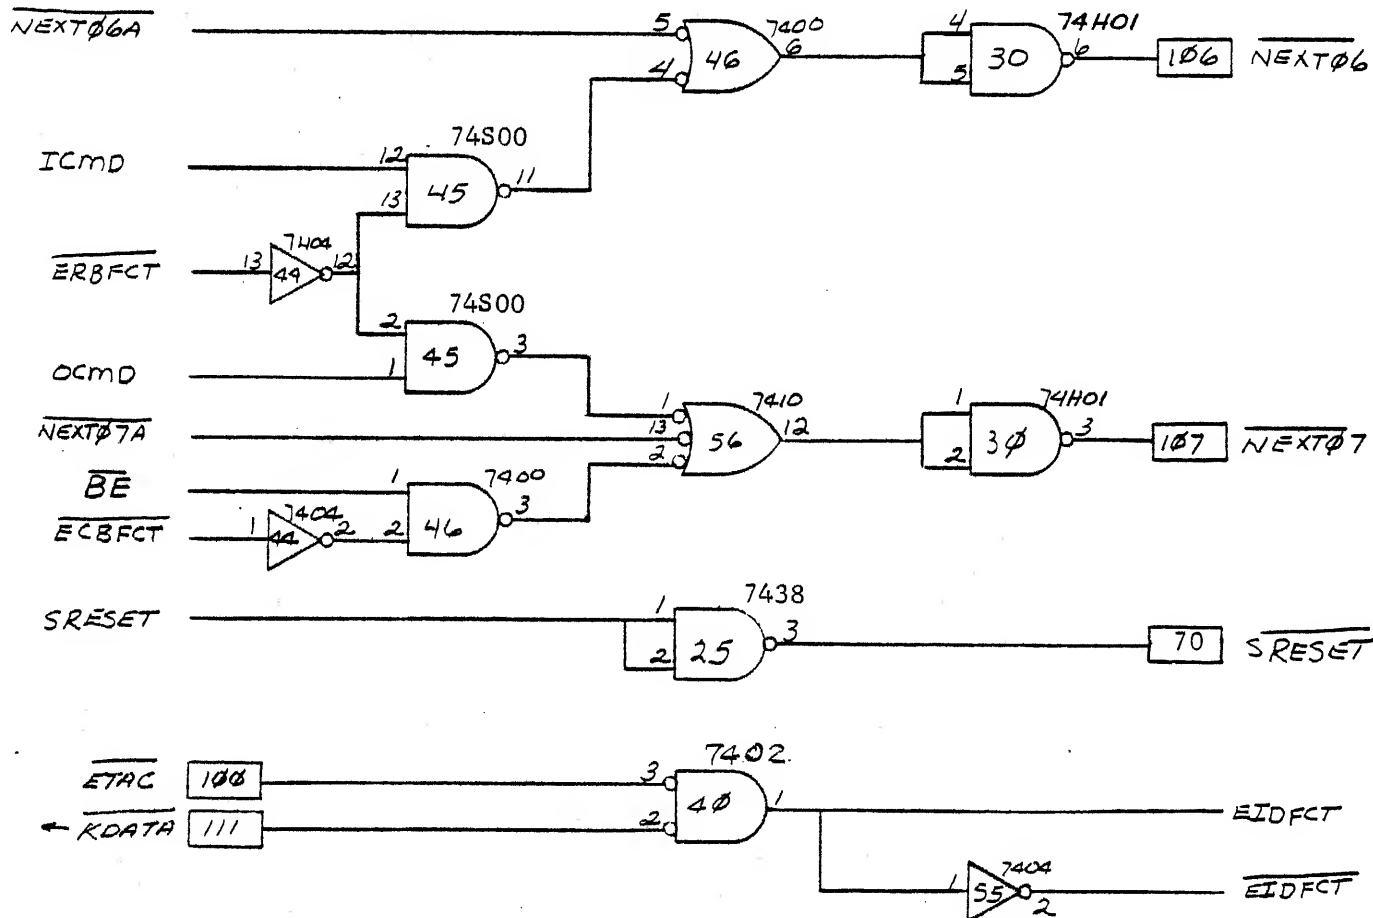 NEXTØ6A
5
7400
6
46
4
4
74H01
6
30
5
1Ø6
NEXTØ6
74S00
ICMD
12
11
45
13
ERBFCT
13
7404
44
12
74S00
2
3
45
OCMD
1
1
7410
12
NEXTØ7A
13
56
2
1
74H01
3
3Ø
2
1Ø7
NEXTØ7
BE
1
7400
3
46
ECBFCT
1
7404
44
2
2
7438
SRESET
1
3
25
2
70
SRESET
7402
ETAC
1ØØ
3
1
4Ø
EIDFCT
← KDATA
111
2
1
7404
55
2
EIDFCT